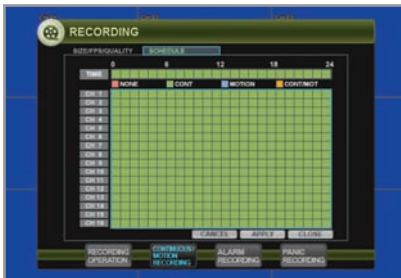 RECORDING
SIZE/FPS/QUALITY SCHEDULE
0 6 12 18 24
TIME
NONE CONT MOTION CONT/MOT
CH 1
CH 2
CH 3
CH 4
CH 5
CH 6
CH 7
CH 8
CH 9
CH 10
CH 11
CH 12
CH 13
CH 14
CH 15
CH 16
CANCEL APPLY CLOSE
RECORDING OPERATION
CONTINUOUS/ MOTION RECORDING
ALARM RECORDING
PANIC RECORDING